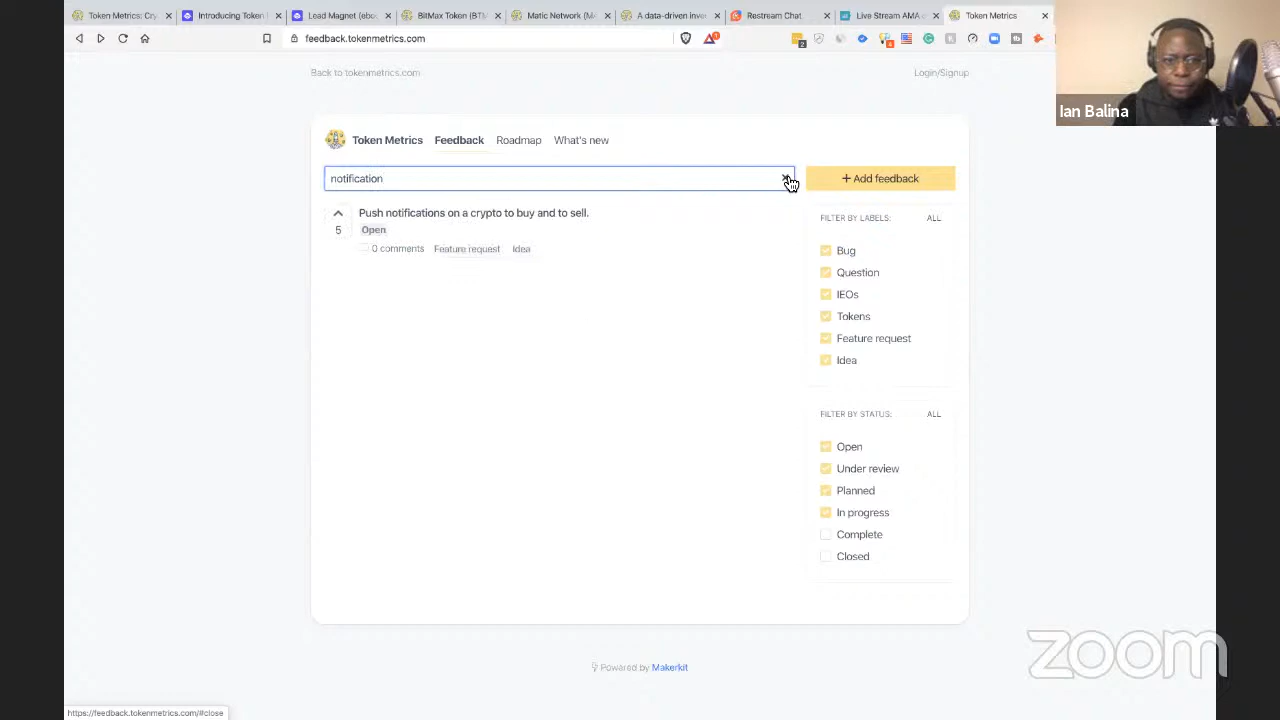 Token Metrics: Cry
Introducing Token
Lead Magnet (ebo
BitMax Token (BTM
Matic Network (M
A data-driven inve
Restream Chat
Live Stream AMA
Token Metrics
feedback.tokenmetrics.com
Back to tokenmetrics.com
Login/Signup
Ian Balina
Token Metrics
Feedback
Roadmap
What's new
notification
+ Add feedback
Push notifications on a crypto to buy and to sell.
5
Open
0 comments
Feature request
Idea
FILTER BY LABELS:
ALL
Bug
Question
IEOs
Tokens
Feature request
Idea
FILTER BY STATUS:
ALL
Open
Under review
Planned
In progress
Complete
Closed
Powered by Makerkit
zoom
https://feedback.tokenmetrics.com/#close